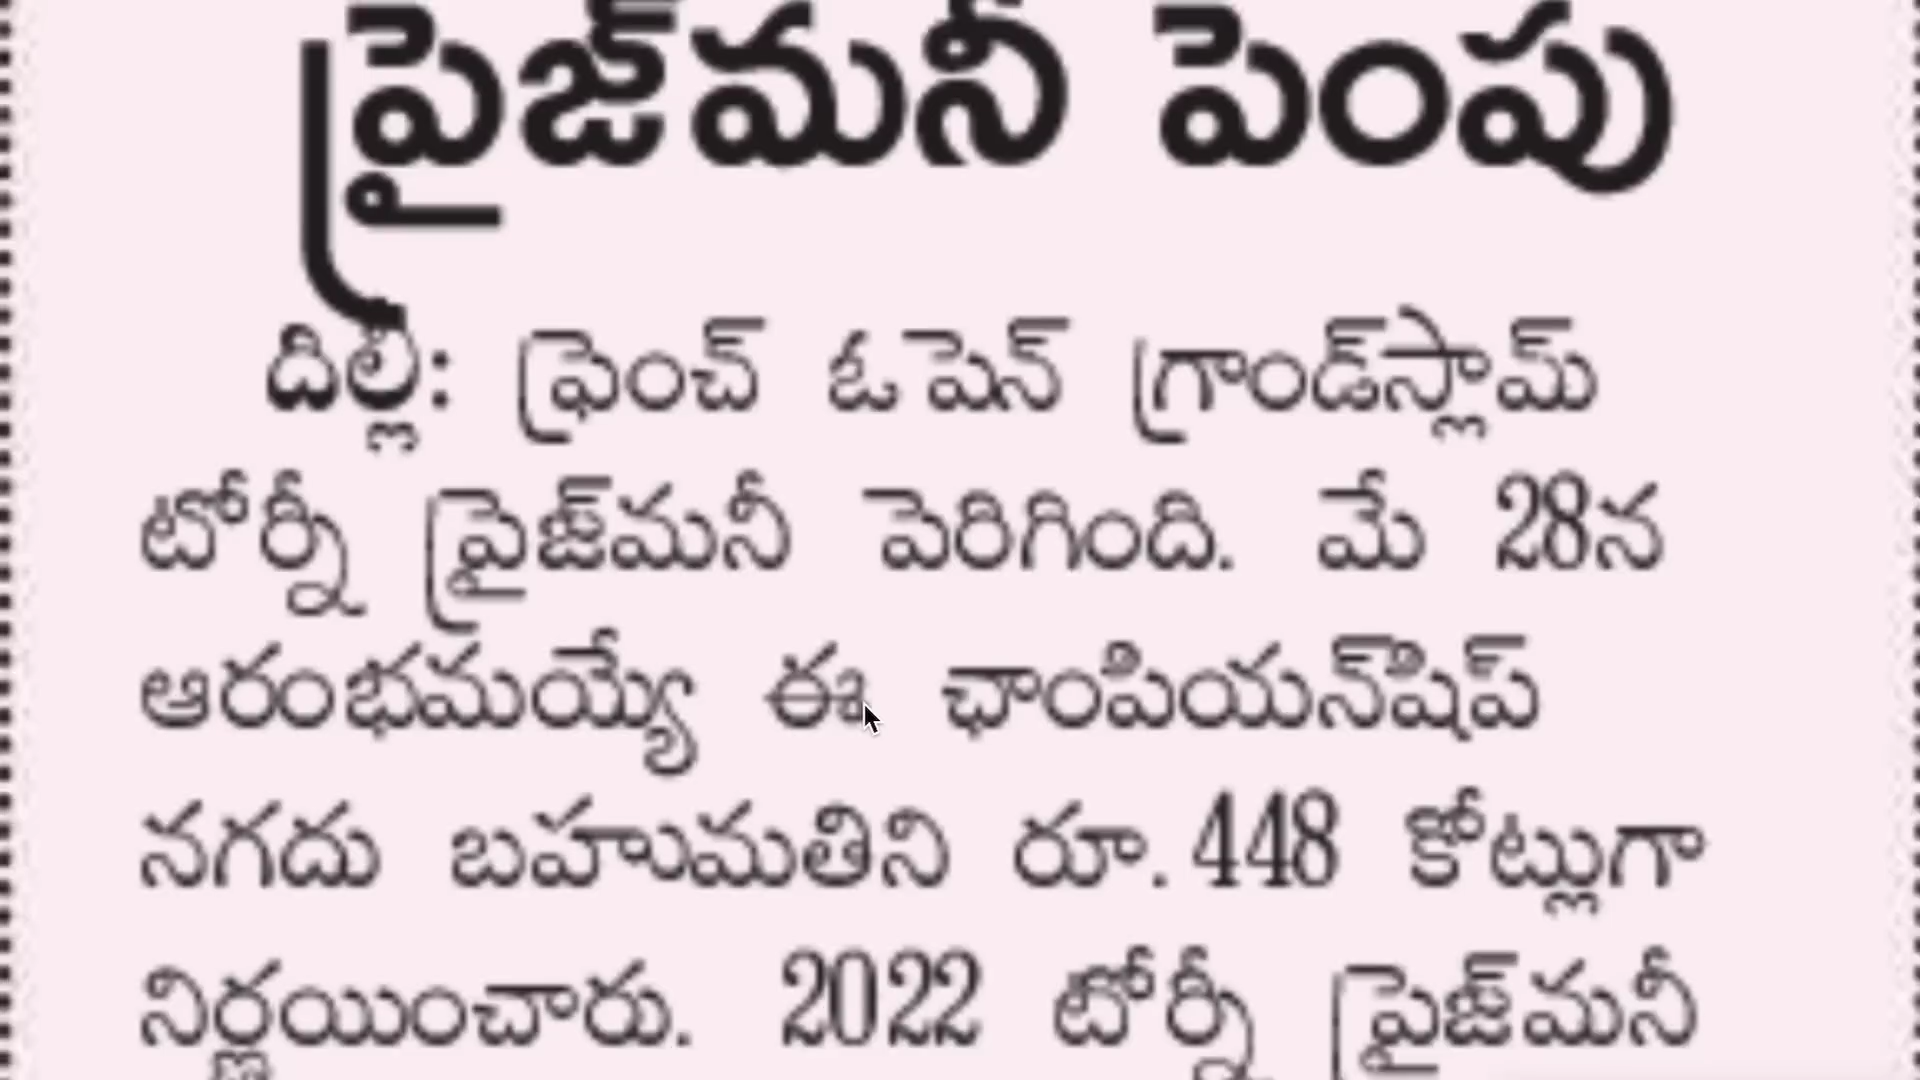 ప్రైజ్‌మనీ పెంపు
దిల్లీ: ఫ్రెంచ్ ఓపెన్ గ్రాండ్‌స్లామ్
టోర్నీ ప్రైజ్‌మనీ పెరిగింది. మే 28న
ఆరంభమయ్యే ఈ ఛాంపియన్‌షిప్
నగదు బహుమతిని రూ.448 కోట్లుగా
నిర్ణయించారు. 2022 టోర్నీ ప్రైజ్‌మనీ